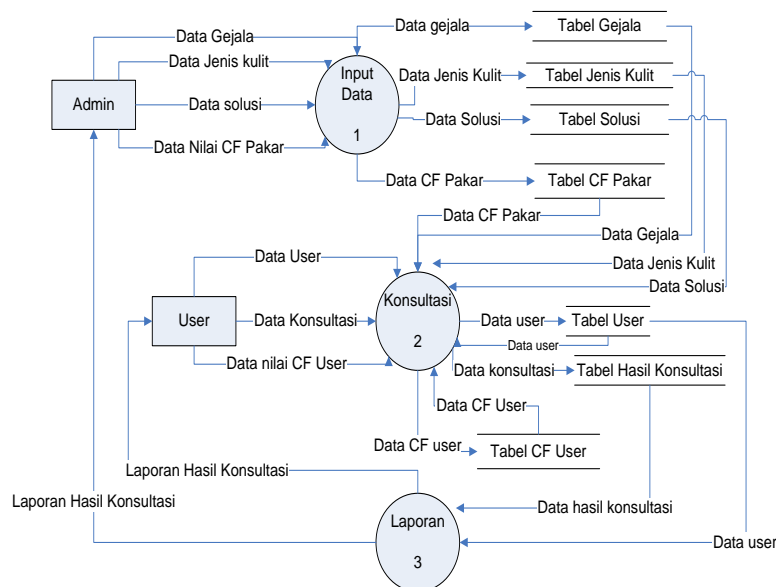 Data Gejala
Data gejala
Tabel Gejala
Data Jenis kulit
Input
Data
1
Data Jenis Kulit
Tabel Jenis Kulit
Admin
Data solusi
Data Solusi
Tabel Solusi
Data Nilai CF Pakar
Data CF Pakar
Tabel CF Pakar
Data CF Pakar
Data Gejala
Data User
Data Jenis Kulit
Data Solusi
Konsultasi
2
User
Data Konsultasi
Data user
Tabel User
Data user
Data nilai CF User
Data konsultasi
Tabel Hasil Konsultasi
Data CF User
Data CF user
Tabel CF User
Laporan Hasil Konsultasi
Laporan Hasil Konsultasi
Data hasil konsultasi
Laporan
3
Data user